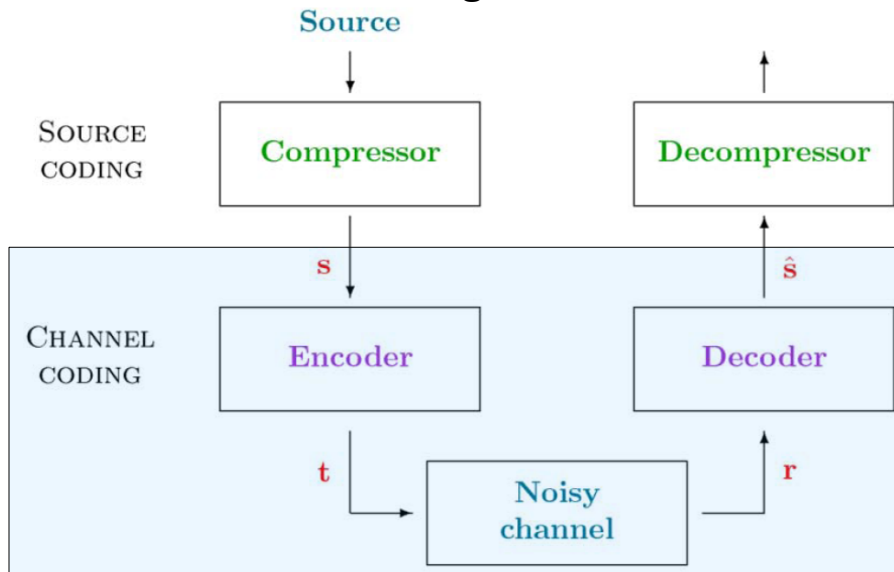 Source
SOURCE
CODING
Compressor
Decompressor
s
ŝ
CHANNEL
CODING
Encoder
Decoder
t
r
Noisy
channel